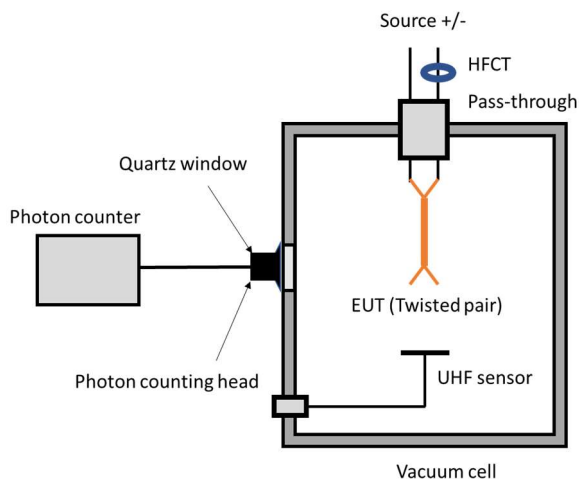 Source +/-
HFCT
Pass-through
Quartz window
Photon counter
EUT (Twisted pair)
Photon counting head
UHF sensor
Vacuum cell